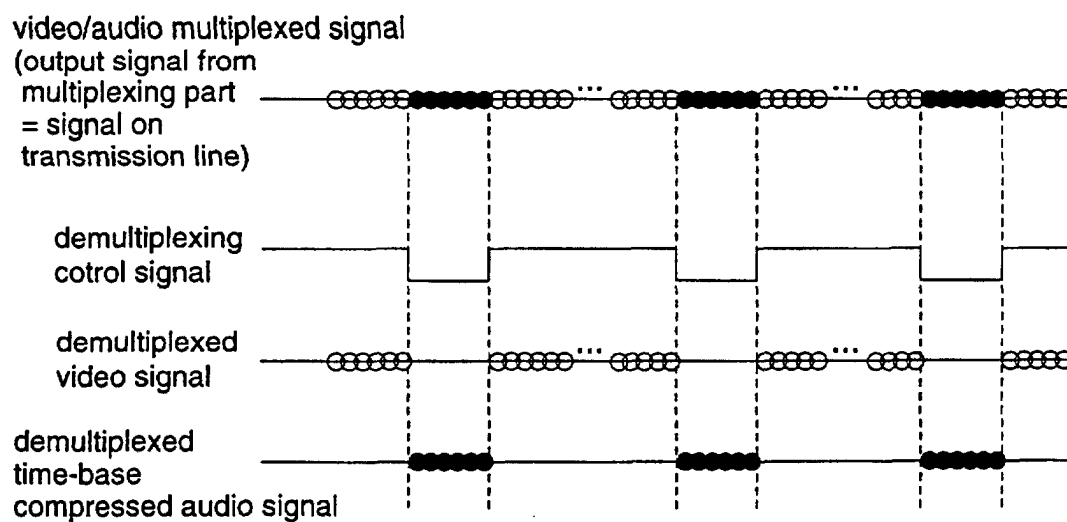 video/audio multiplexed signal
(output signal from
multiplexing part
= signal on
transmission line)
...
...
demultiplexing
cotrol signal
demultiplexed
video signal
...
...
demultiplexed
time-base
compressed audio signal